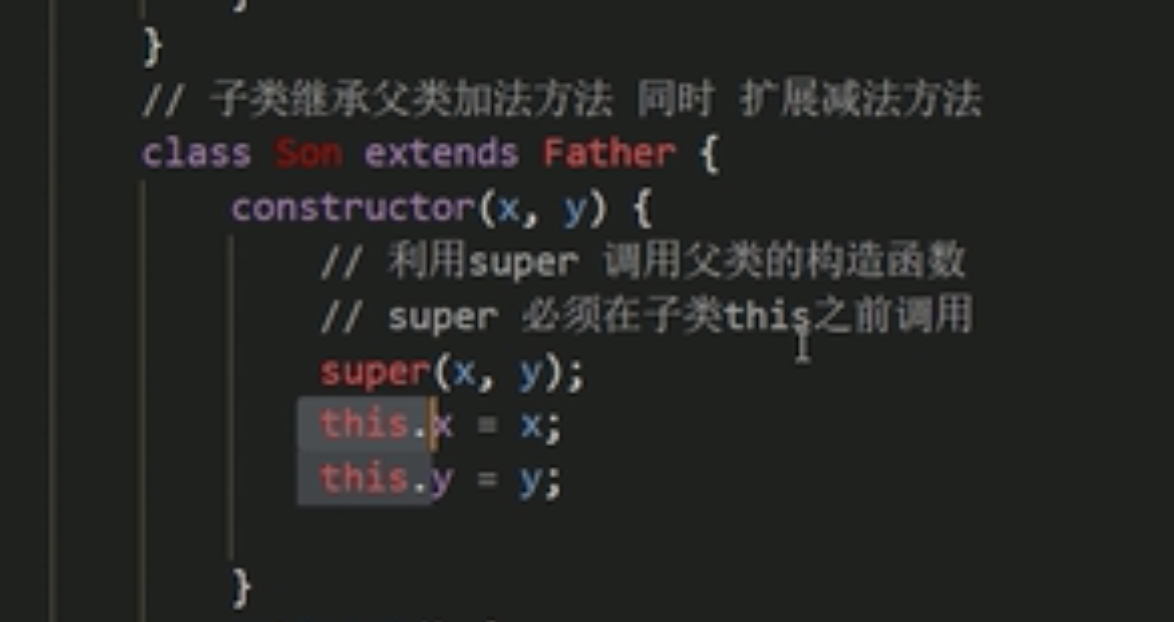 }
}
// 子类继承父类加法方法 同时 扩展减法方法
class Son extends Father {
constructor(x, y) {
// 利用super 调用父类的构造函数
// super 必须在子类this之前调用
super(x, y);
this.x = x;
this.y = y;
}